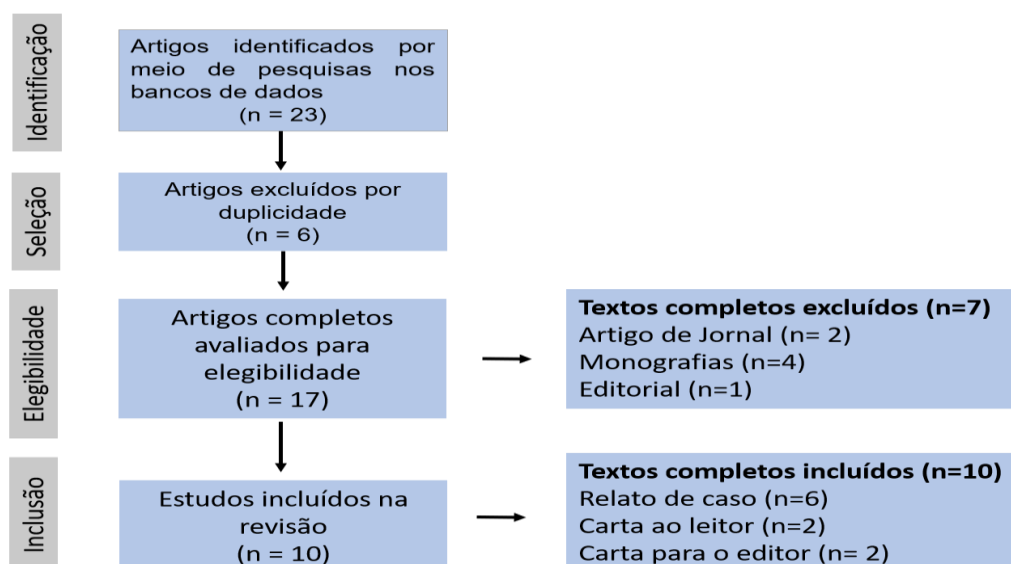 Identificação
Artigos identificados por
meio de pesquisas nos
bancos de dados
(n = 23)
Seleção
Artigos excluídos por
duplicidade
(n = 6)
Elegibilidade
Artigos completos
avaliados para
elegibilidade
(n = 17)
Textos completos excluídos (n=7)
Artigo de Jornal (n= 2)
Monografias (n=4)
Editorial (n=1)
Inclusão
Estudos incluídos na
revisão
(n = 10)
Textos completos incluídos (n=10)
Relato de caso (n=6)
Carta ao leitor (n=2)
Carta para o editor (n= 2)